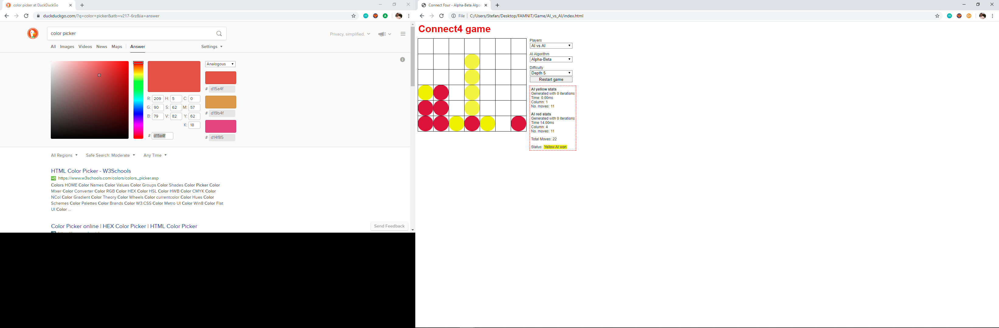 color picker at DuckDuckGo
duckduckgo.com/?q=color+picker&atb=v217-6rz&ia=answer
color picker
Privacy, simplified.
All Images Videos News Maps Answer Settings
Analogous
# d15a4f
R: 209 H: 5 C: 0
G: 90 S: 62 M: 57
B: 79 V: 82 Y: 62
K: 18
# d15a4f
# d19b4f
# d14f85
All Regions Safe Search: Moderate Any Time
HTML Color Picker - W3Schools
https://www.w3schools.com/colors/colors_picker.asp
Colors HOME Color Names Color Values Color Groups Color Shades Color Picker Color
Mixer Color Converter Color RGB Color HEX Color HSL Color HWB Color CMYK Color
NCol Color Gradient Color Theory Color Wheels Color currentcolor Color Hues Color
Schemes Color Palettes Color Brands Color W3.CSS Color Metro UI Color Win8 Color Flat
UI Color ...
Color Picker online | HEX Color Picker | HTML Color Picker
Send Feedback
Connect Four - Alpha-Beta Algor
File C:/Users/Stefan/Desktop/FAMNIT/Game/AI_vs_AI/index.html
Connect4 game
Players
AI vs AI
AI Algorithm
Alpha-Beta
Difficulty
Depth 5
Restart game
AI yellow stats
Generated with 0 iterations
Time: 0.00ms
Column: 1
No. moves: 11
AI red stats
Generated with 0 iterations
Time 14.00ms
Column: 4
No. moves: 11
Total Moves: 22
Status: Yellow AI won